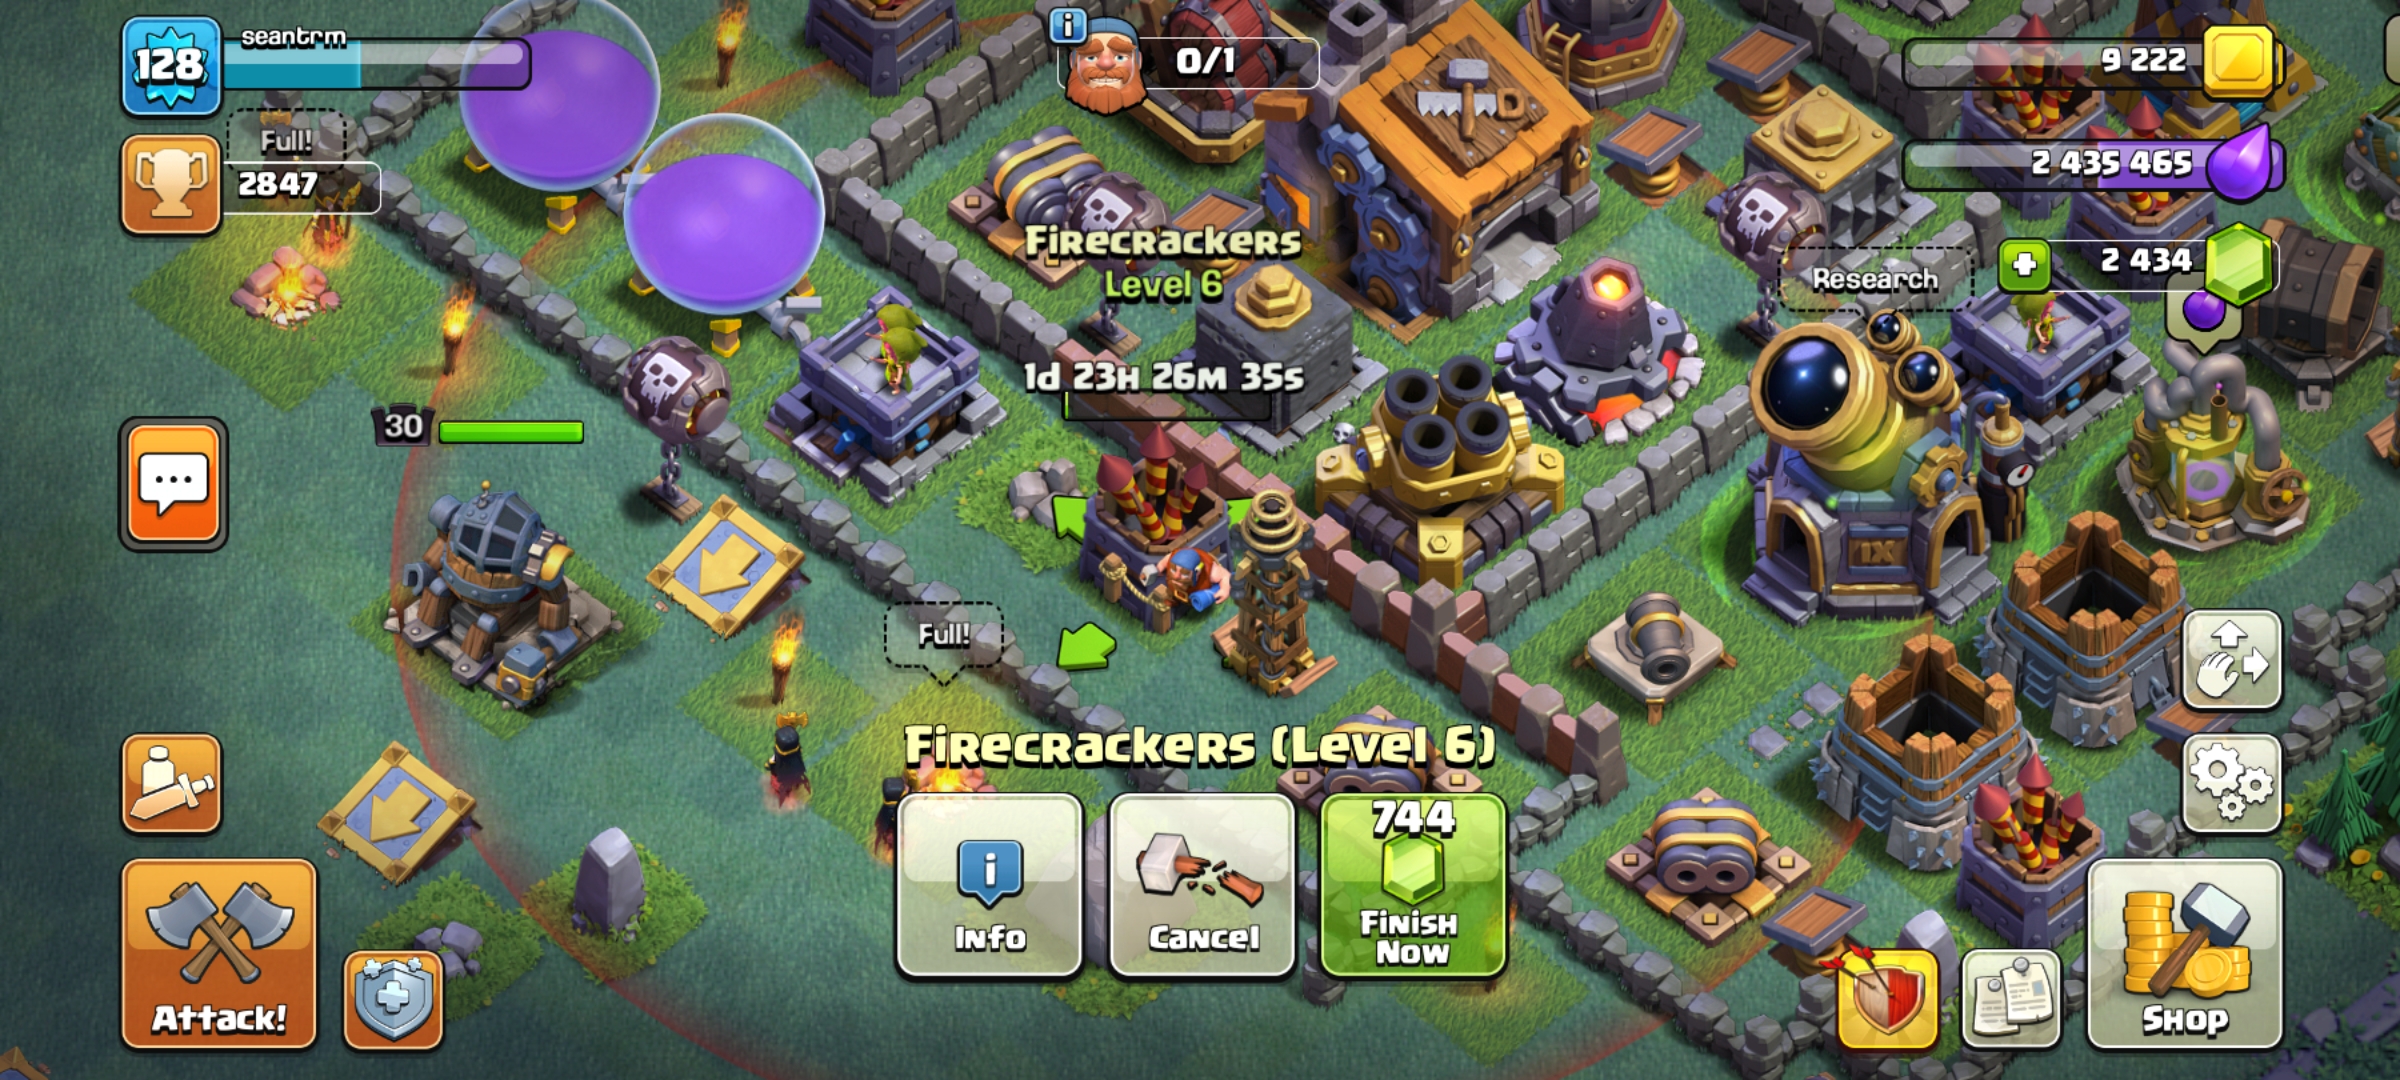 128
seantrm
0/1
9 222
Full!
2847
2 435 465
Firecrackers
Level 6
2 434
Research
1d 23h 26m 35s
30
IX
Full!
Firecrackers (Level 6)
744
Info
Cancel
Finish
Now
Attack!
Shop